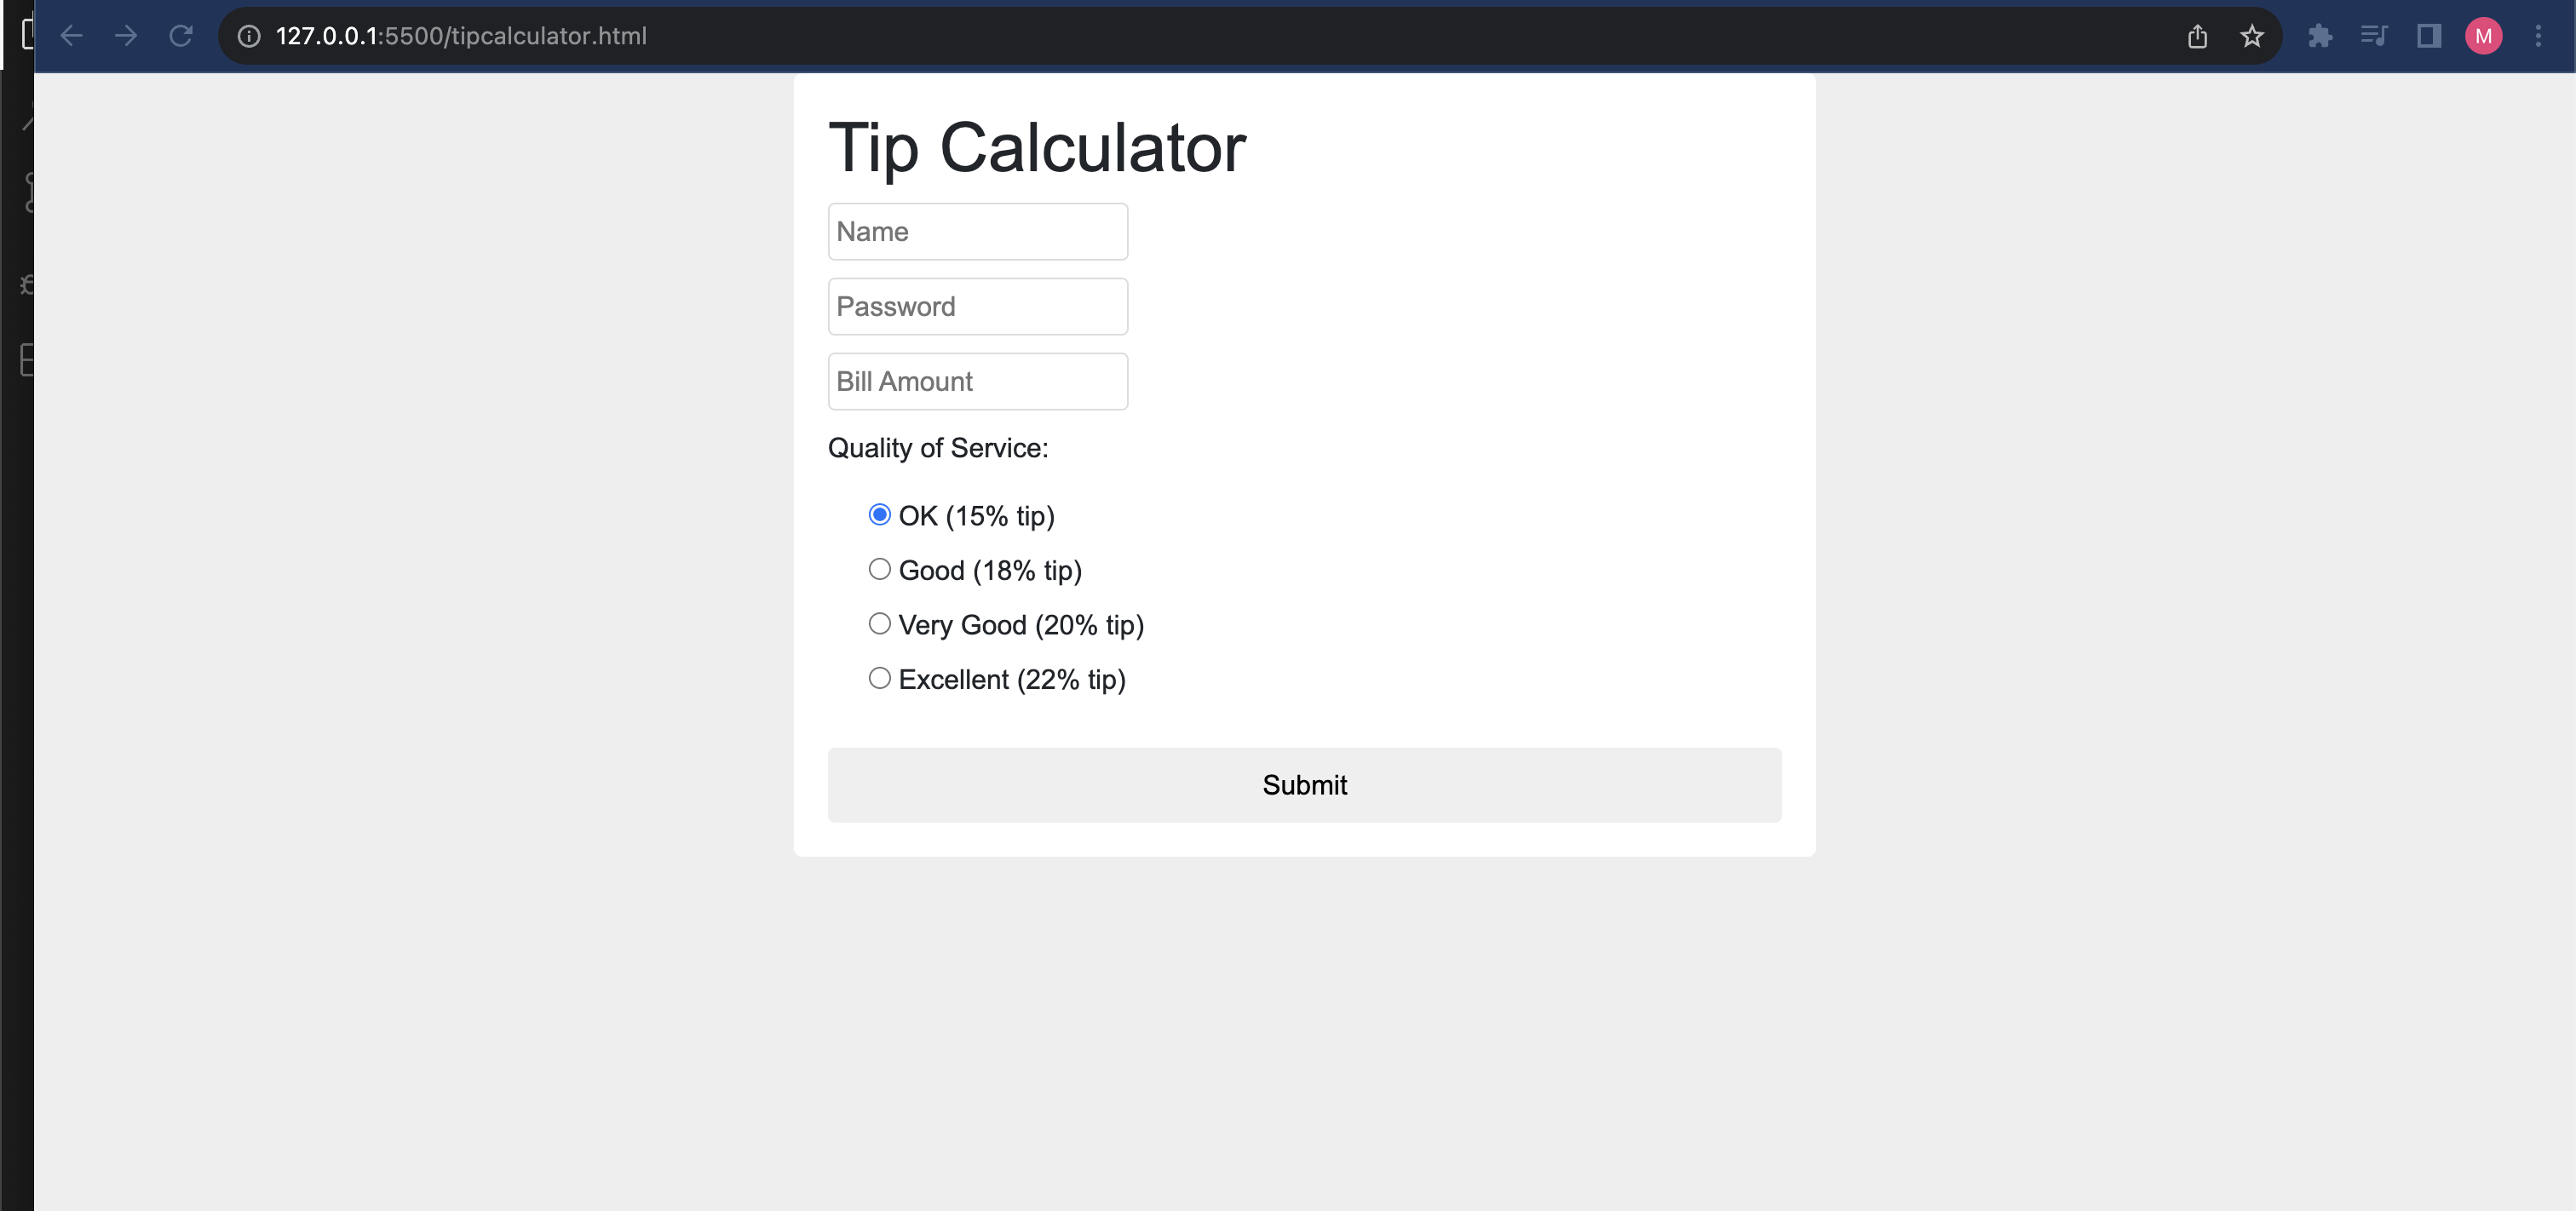 127.0.0.1:5500/tipcalculator.html
M
Tip Calculator
Name
Password
Bill Amount
Quality of Service:
OK (15% tip)
Good (18% tip)
Very Good (20% tip)
Excellent (22% tip)
Submit